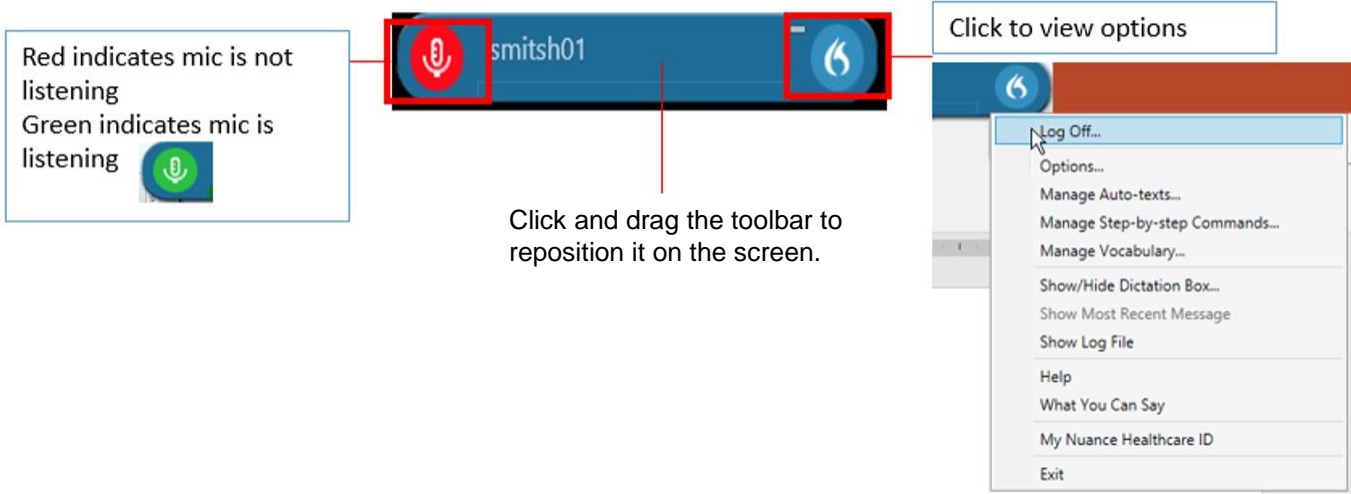 Red indicates mic is not
listening
Green indicates mic is
listening
smitsh01
Click and drag the toolbar to
reposition it on the screen.
Click to view options
Log Off...
Options...
Manage Auto-texts...
Manage Step-by-step Commands...
Manage Vocabulary...
Show/Hide Dictation Box...
Show Most Recent Message
Show Log File
Help
What You Can Say
My Nuance Healthcare ID
Exit